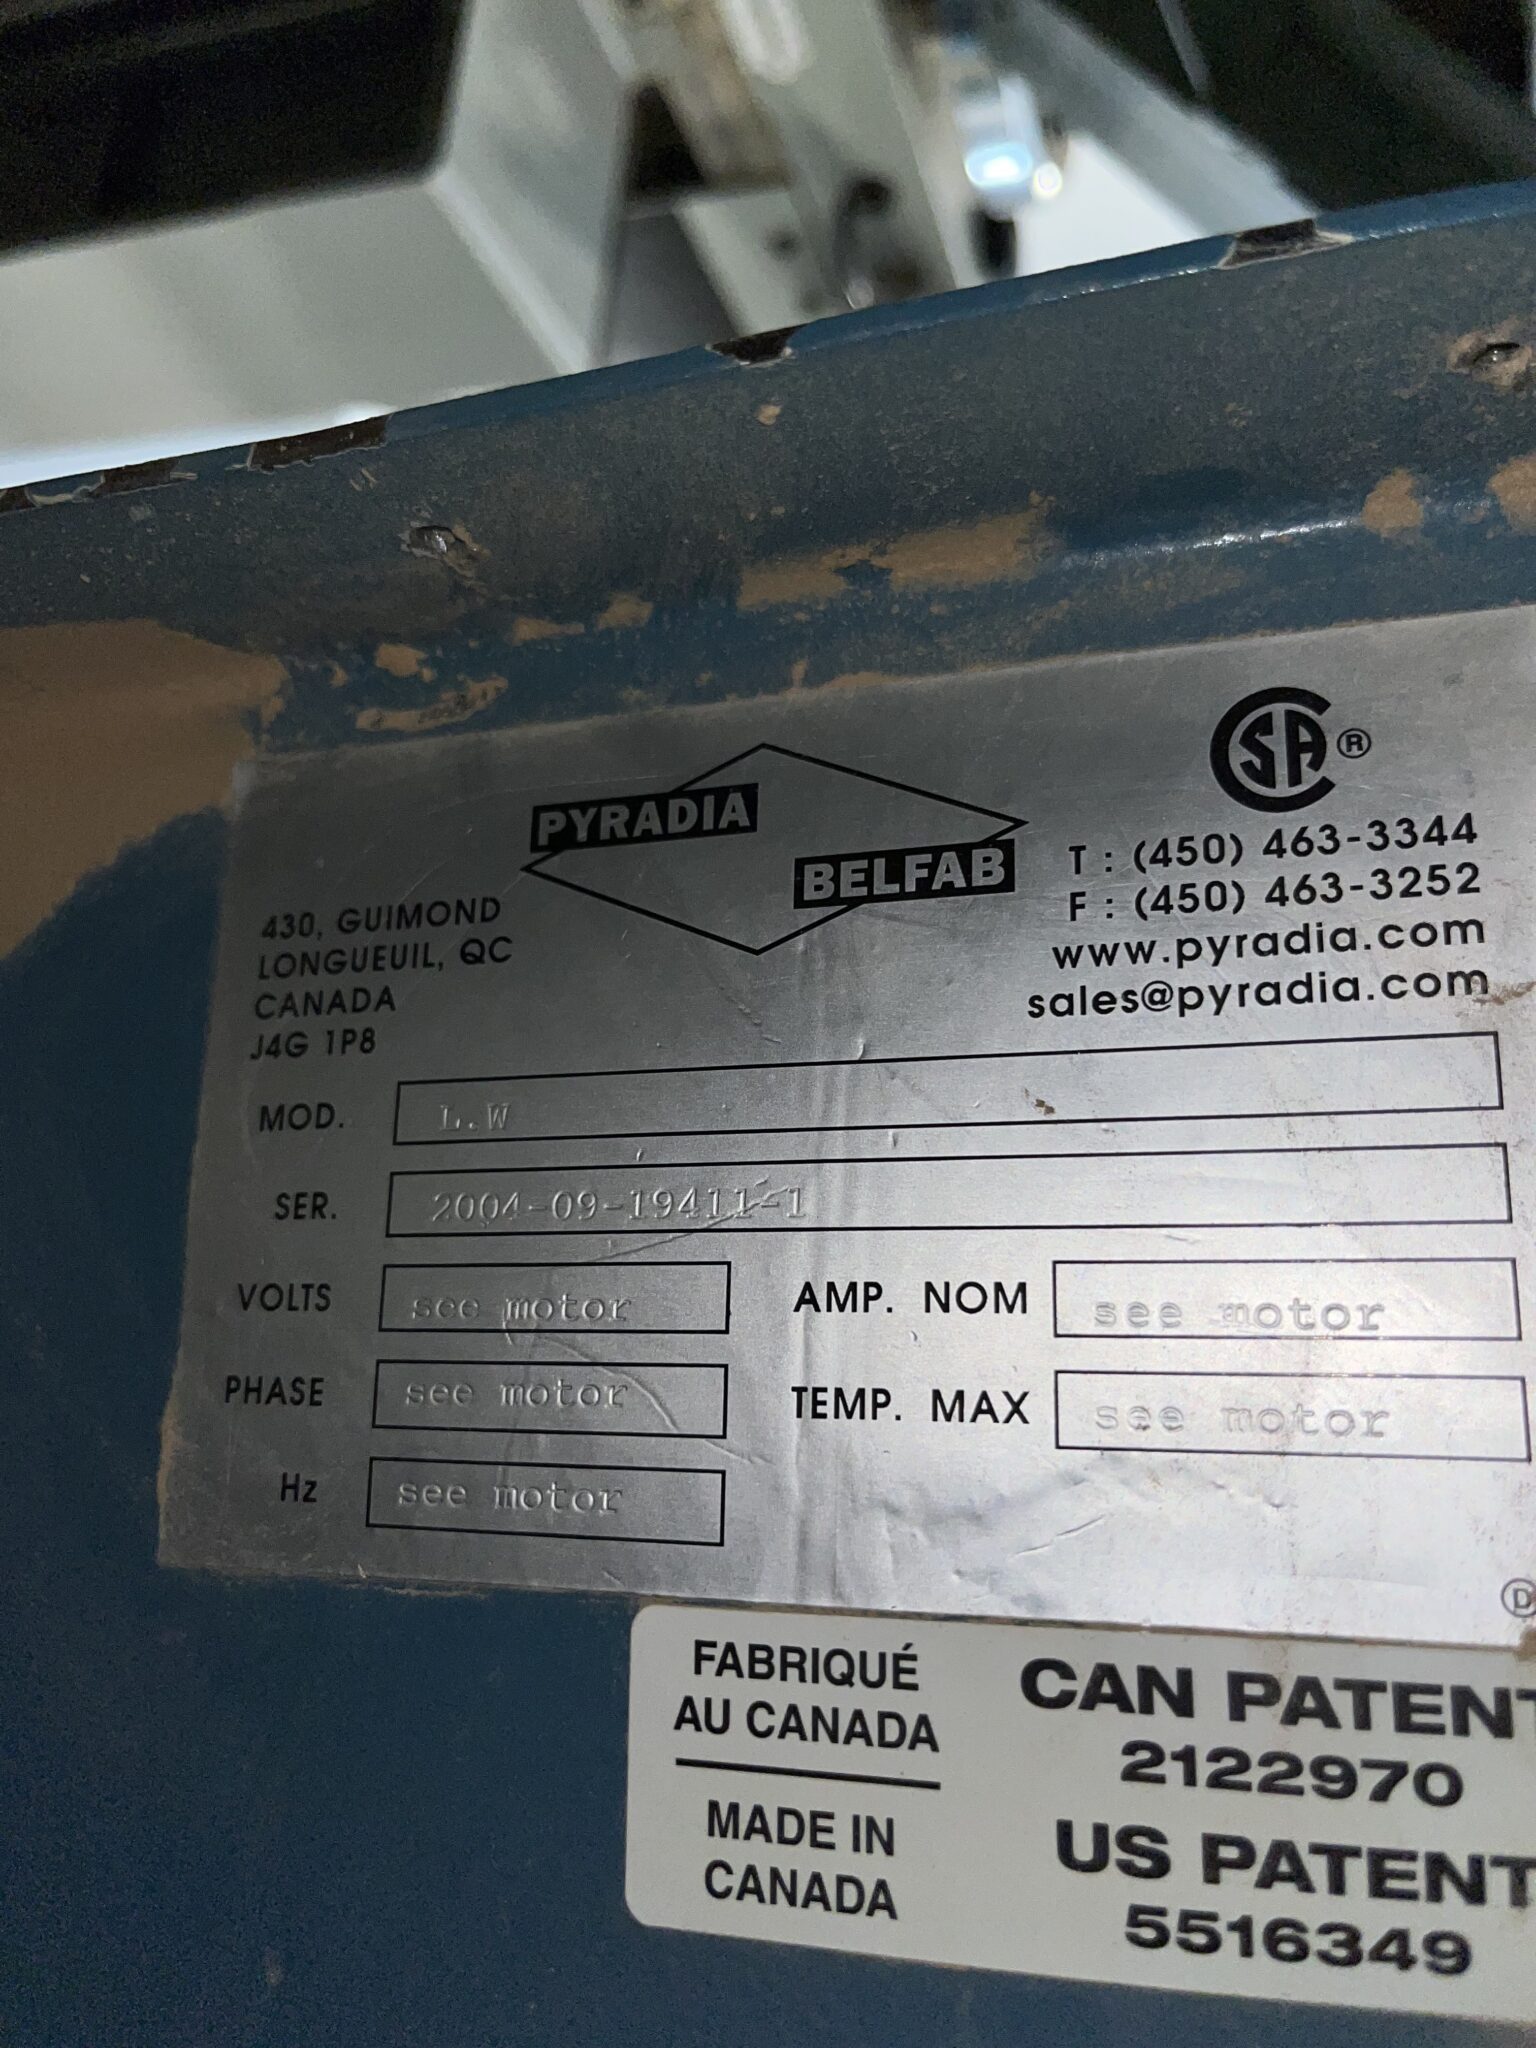 PYRADIA
BELFAB
CSA®
430, GUIMOND
LONGUEUIL, QC
CANADA
J4G 1P8
T : (450) 463-3344
F : (450) 463-3252
www.pyradia.com
sales@pyradia.com
MOD. L.W
SER. 2004-09-19411-1
VOLTS see motor AMP. NOM see motor
PHASE see motor TEMP. MAX see motor
Hz see motor
D
FABRIQUÉ
AU CANADA
MADE IN
CANADA
CAN PATENT
2122970
US PATENT
5516349